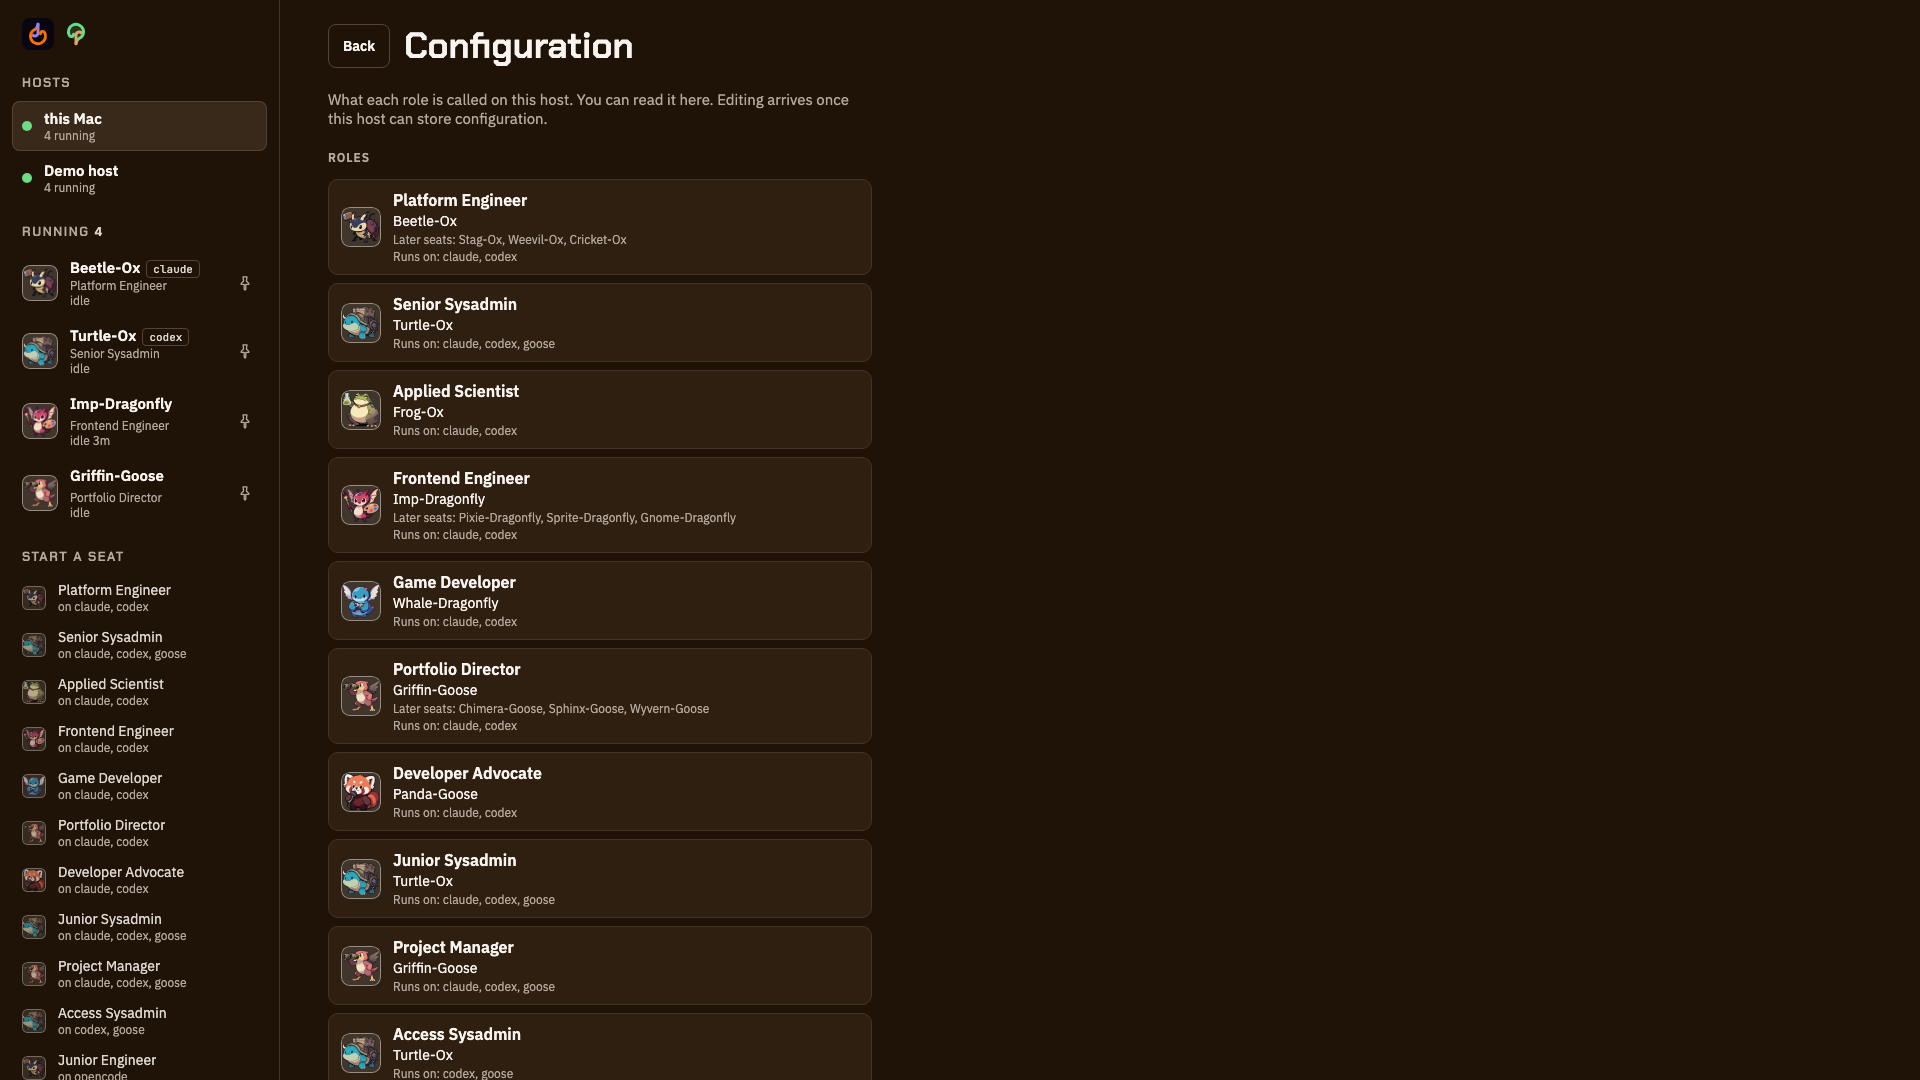 HOSTS
this Mac
4 running
Demo host
4 running
RUNNING 4
Beetle-Ox claude
Platform Engineer
idle
Turtle-Ox codex
Senior Sysadmin
idle
Imp-Dragonfly
Frontend Engineer
idle 3m
Griffin-Goose
Portfolio Director
idle
START A SEAT
Platform Engineer
on claude, codex
Senior Sysadmin
on claude, codex, goose
Applied Scientist
on claude, codex
Frontend Engineer
on claude, codex
Game Developer
on claude, codex
Portfolio Director
on claude, codex
Developer Advocate
on claude, codex
Junior Sysadmin
on claude, codex, goose
Project Manager
on claude, codex, goose
Access Sysadmin
on codex, goose
Junior Engineer
on opencode
Back
Configuration
What each role is called on this host. You can read it here. Editing arrives once
this host can store configuration.
ROLES
Platform Engineer
Beetle-Ox
Later seats: Stag-Ox, Weevil-Ox, Cricket-Ox
Runs on: claude, codex
Senior Sysadmin
Turtle-Ox
Runs on: claude, codex, goose
Applied Scientist
Frog-Ox
Runs on: claude, codex
Frontend Engineer
Imp-Dragonfly
Later seats: Pixie-Dragonfly, Sprite-Dragonfly, Gnome-Dragonfly
Runs on: claude, codex
Game Developer
Whale-Dragonfly
Runs on: claude, codex
Portfolio Director
Griffin-Goose
Later seats: Chimera-Goose, Sphinx-Goose, Wyvern-Goose
Runs on: claude, codex
Developer Advocate
Panda-Goose
Runs on: claude, codex
Junior Sysadmin
Turtle-Ox
Runs on: claude, codex, goose
Project Manager
Griffin-Goose
Runs on: claude, codex, goose
Access Sysadmin
Turtle-Ox
Runs on: codex, goose